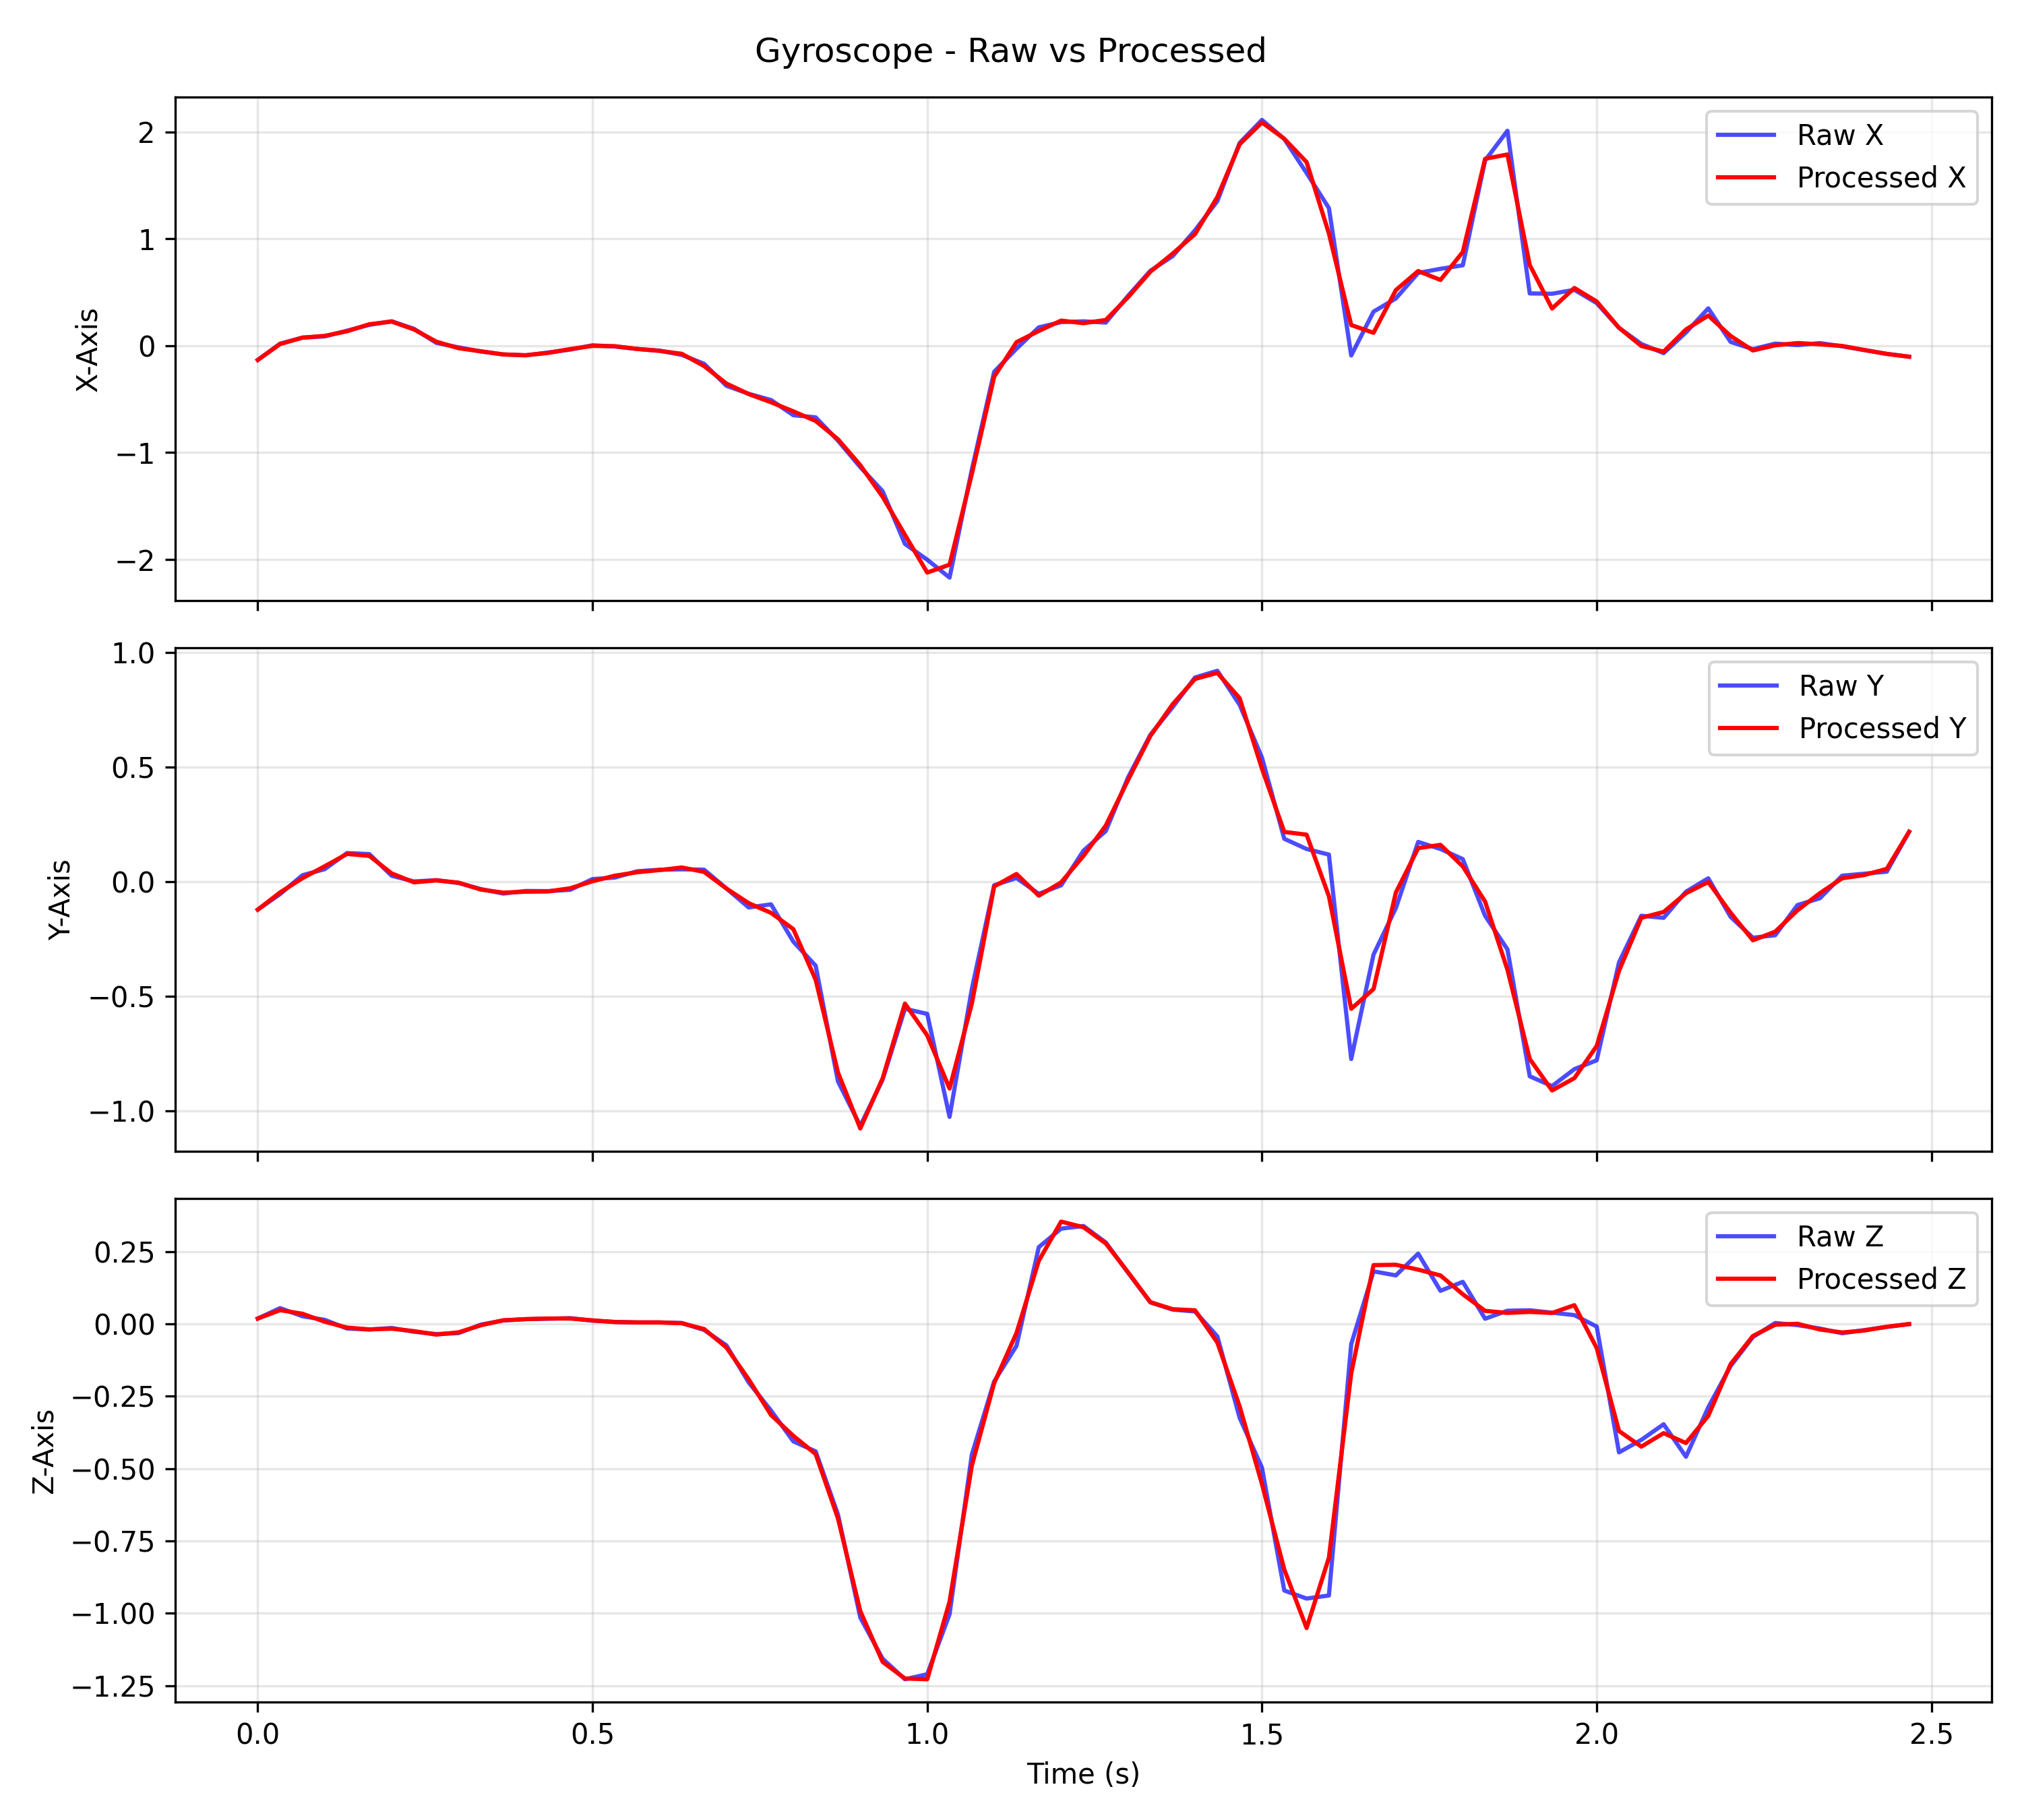 Gyroscope - Raw vs Processed
2
1
0
−1
−2
X-Axis
Raw X
Processed X
1.0
0.5
0.0
−0.5
−1.0
Y-Axis
Raw Y
Processed Y
0.25
0.00
−0.25
−0.50
−0.75
−1.00
−1.25
Z-Axis
Raw Z
Processed Z
0.0 0.5 1.0 1.5 2.0 2.5
Time (s)